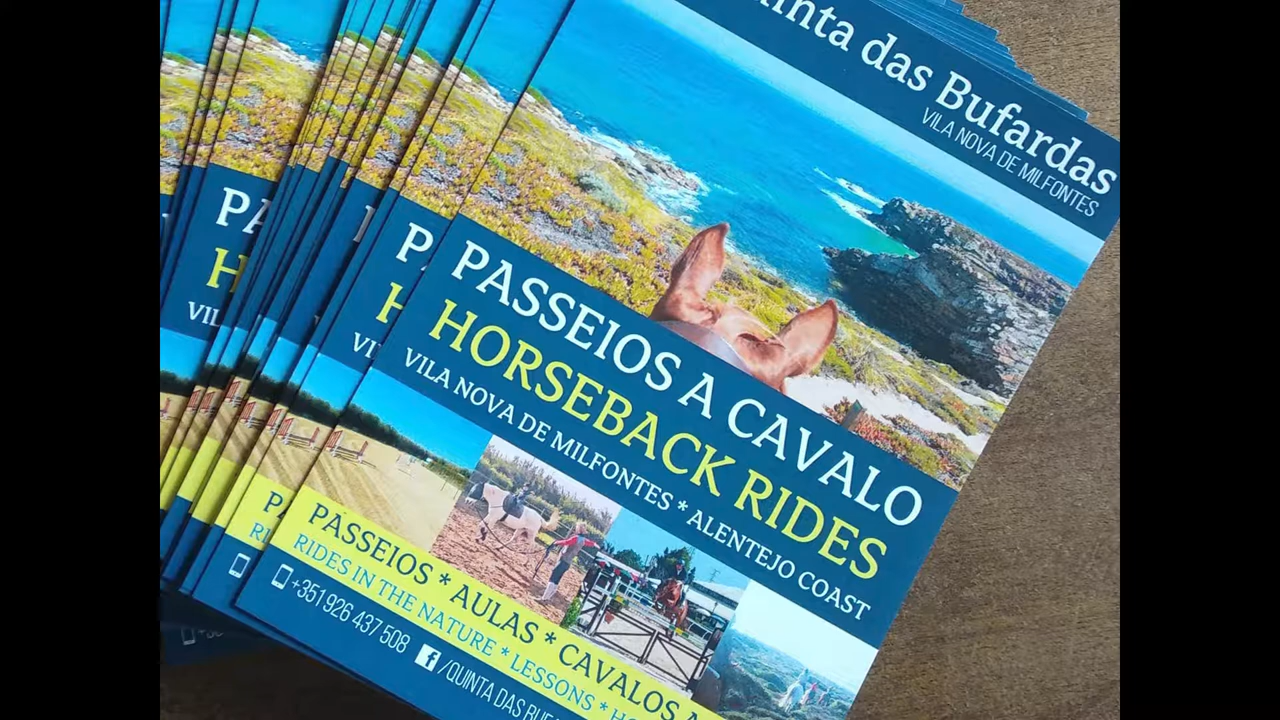 das Bufardas
VILA NOVA DE MILFONTES
PASSEIOS A CAVALO
HORSEBACK RIDES
VILA NOVA DE MILFONTES * ALENTEJO COAST
PASSEIOS * AULAS * CAVALOS A
RIDES IN THE NATURE * LESSONS *
+351 926 437 508
/QUINTA DAS